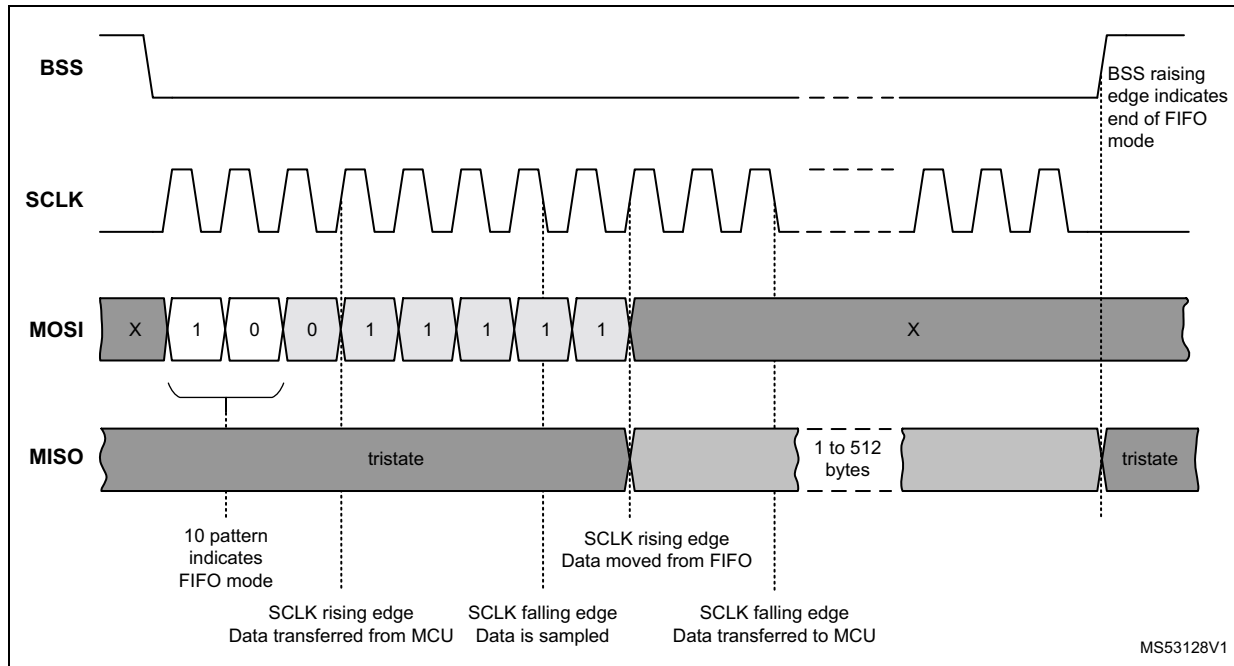 BSS
BSS raising
edge indicates
end of FIFO
mode
SCLK
MOSI
X 1 0 0 1 1 1 1 1 X
MISO
tristate
1 to 512
bytes
tristate
10 pattern
indicates
FIFO mode
SCLK rising edge
Data moved from FIFO
SCLK rising edge
Data transferred from MCU
SCLK falling edge
Data is sampled
SCLK falling edge
Data transferred to MCU
MS53128V1